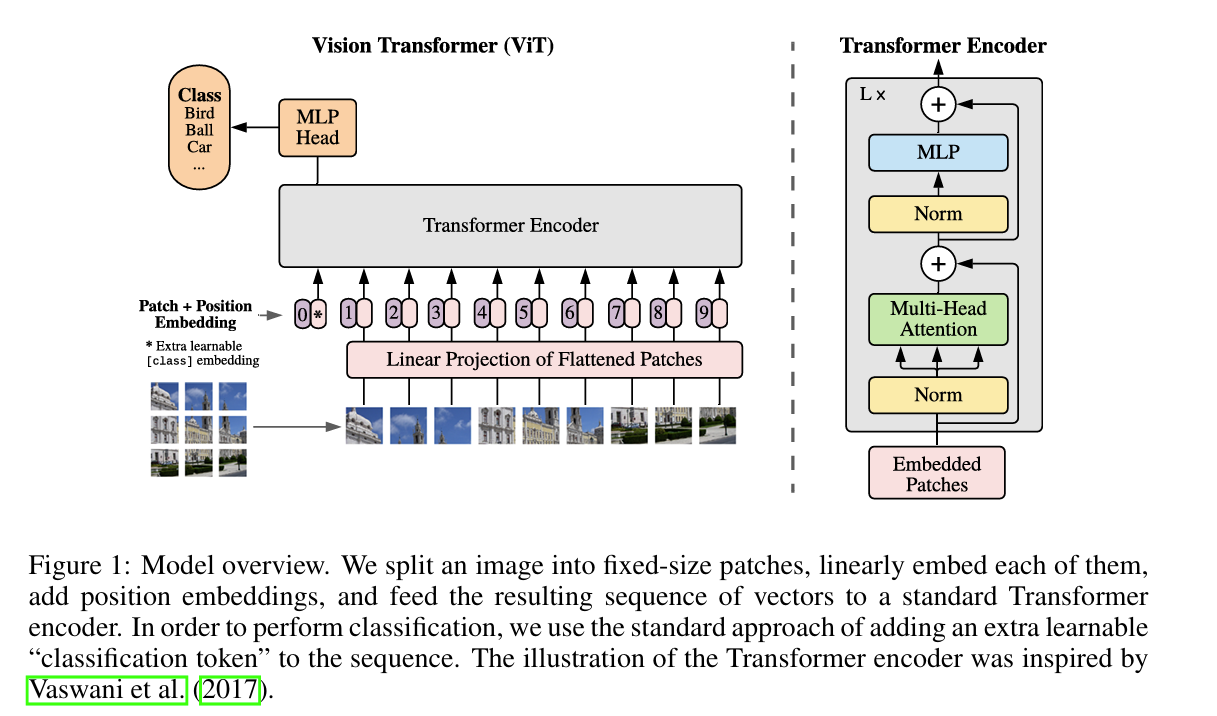 Vision Transformer (ViT)
Class
Bird
Ball
Car
...
MLP
Head
Transformer Encoder
Patch + Position
Embedding
0 * 1 2 3 4 5 6 7 8 9
* Extra learnable
[class] embedding
Linear Projection of Flattened Patches
Transformer Encoder
L x
+
MLP
Norm
+
Multi-Head
Attention
Norm
Embedded
Patches
Figure 1: Model overview. We split an image into fixed-size patches, linearly embed each of them,
add position embeddings, and feed the resulting sequence of vectors to a standard Transformer
encoder. In order to perform classification, we use the standard approach of adding an extra learnable
“classification token” to the sequence. The illustration of the Transformer encoder was inspired by
Vaswani et al. (2017).